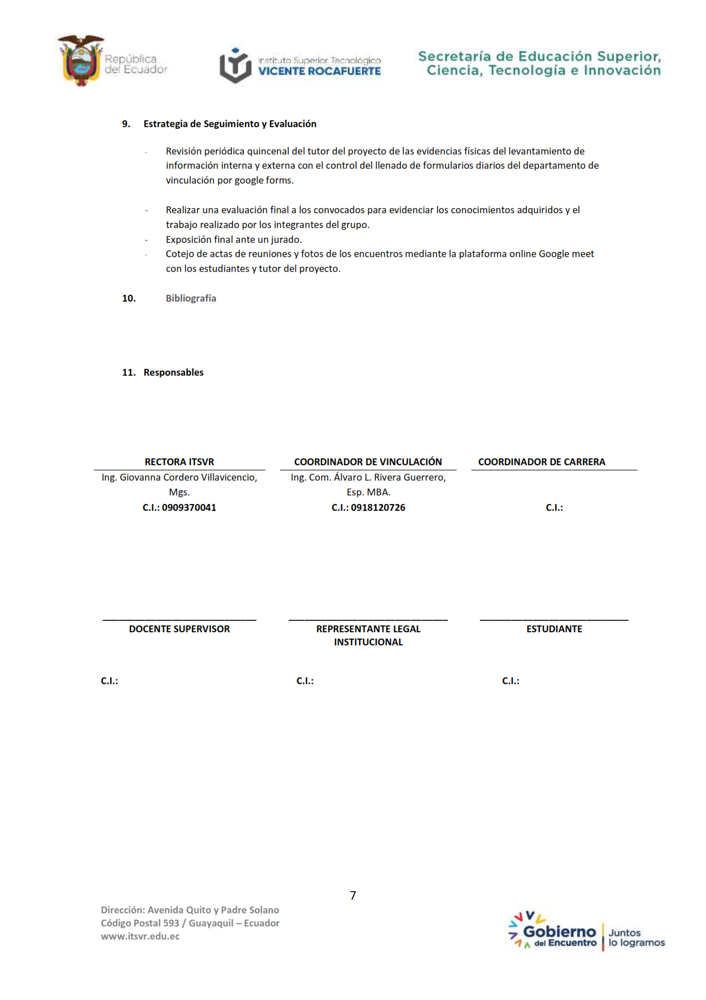 República
del Ecuador
Instituto Superior Tecnológico
VICENTE ROCAFUERTE
Secretaría de Educación Superior,
Ciencia, Tecnología e Innovación
9. Estrategia de Seguimiento y Evaluación
- Revisión periódica quincenal del tutor del proyecto de las evidencias físicas del levantamiento de
información interna y externa con el control del llenado de formularios diarios del departamento de
vinculación por google forms.
- Realizar una evaluación final a los convocados para evidenciar los conocimientos adquiridos y el
trabajo realizado por los integrantes del grupo.
- Exposición final ante un jurado.
- Cotejo de actas de reuniones y fotos de los encuentros mediante la plataforma online Google meet
con los estudiantes y tutor del proyecto.
10. Bibliografía
11. Responsables
RECTORA ITSVR COORDINADOR DE VINCULACIÓN COORDINADOR DE CARRERA
Ing. Giovanna Cordero Villavicencio, Ing. Com. Álvaro L. Rivera Guerrero,
Mgs. Esp. MBA.
C.I.: 0909370041 C.I.: 0918120726 C.I.:
DOCENTE SUPERVISOR REPRESENTANTE LEGAL ESTUDIANTE
INSTITUCIONAL
C.I.: C.I.: C.I.:
7
Dirección: Avenida Quito y Padre Solano
Código Postal 593 / Guayaquil – Ecuador
www.itsvr.edu.ec
Gobierno
del Encuentro
Juntos
lo logramos